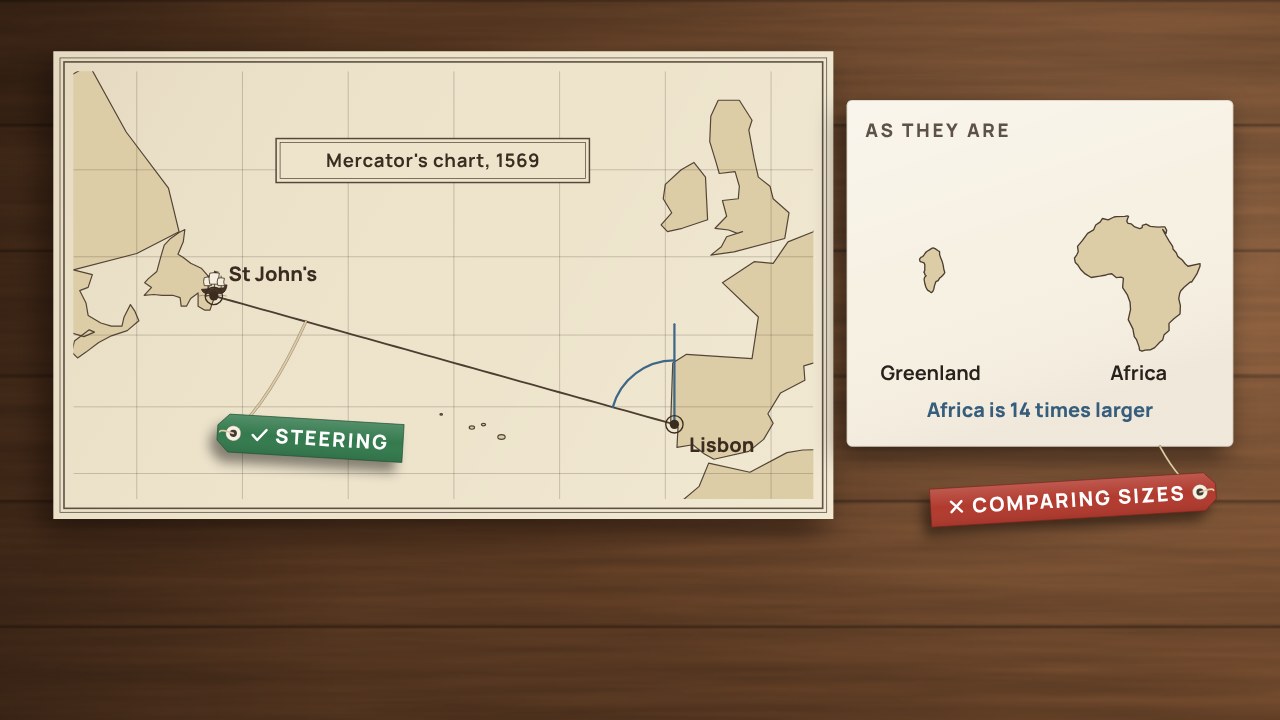 Mercator's chart, 1569
St John's
✓ STEERING
Lisbon
AS THEY ARE
Greenland
Africa
Africa is 14 times larger
✕ COMPARING SIZES